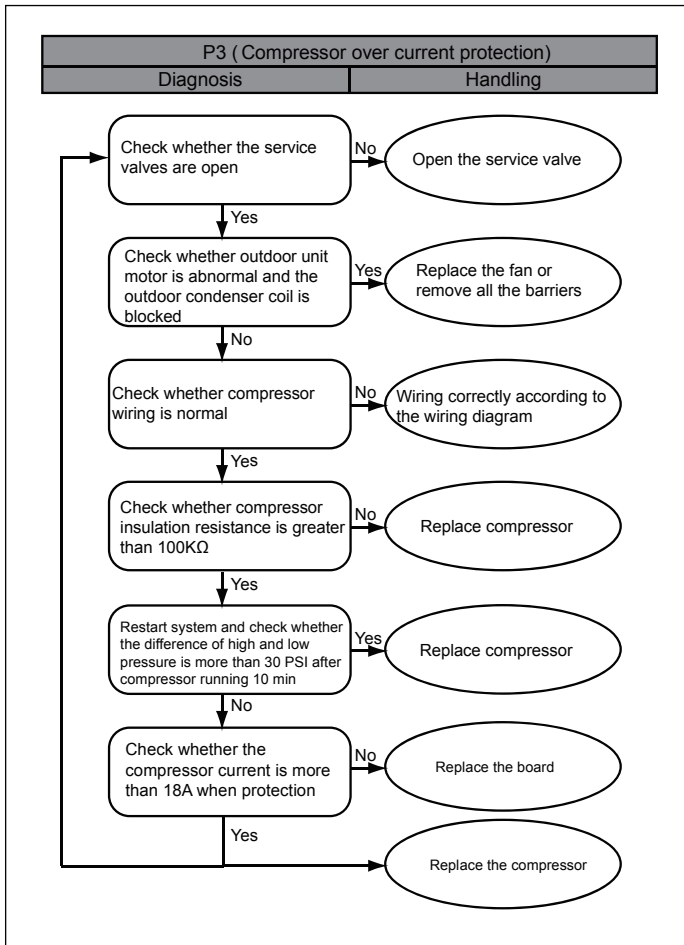 P3 ( Compressor over current protection)
Diagnosis
Handling
Check whether the service
valves are open
No
Open the service valve
Yes
Check whether outdoor unit
motor is abnormal and the
outdoor condenser coil is
blocked
Yes
Replace the fan or
remove all the barriers
No
Check whether compressor
wiring is normal
No
Wiring correctly according to
the wiring diagram
Yes
Check whether compressor
insulation resistance is greater
than 100KΩ
No
Replace compressor
Yes
Restart system and check whether
the difference of high and low
pressure is more than 30 PSI after
compressor running 10 min
Yes
Replace compressor
No
Check whether the
compressor current is more
than 18A when protection
No
Replace the board
Yes
Replace the compressor